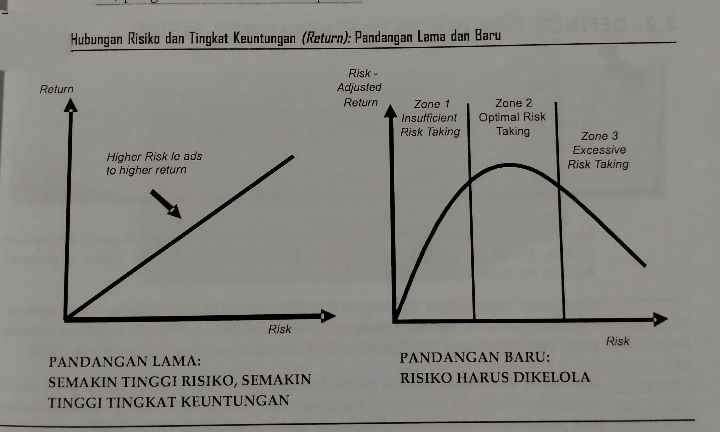 Hubungan Risiko dan Tingkat Keuntungan (Return): Pandangan Lama dan Baru
Return
Higher Risk le ads
to higher return
Risk
PANDANGAN LAMA:
SEMAKIN TINGGI RISIKO, SEMAKIN
TINGGI TINGKAT KEUNTUNGAN
Risk -
Adjusted
Return
Zone 1
Insufficient
Risk Taking
Zone 2
Optimal Risk
Taking
Zone 3
Excessive
Risk Taking
Risk
PANDANGAN BARU:
RISIKO HARUS DIKELOLA